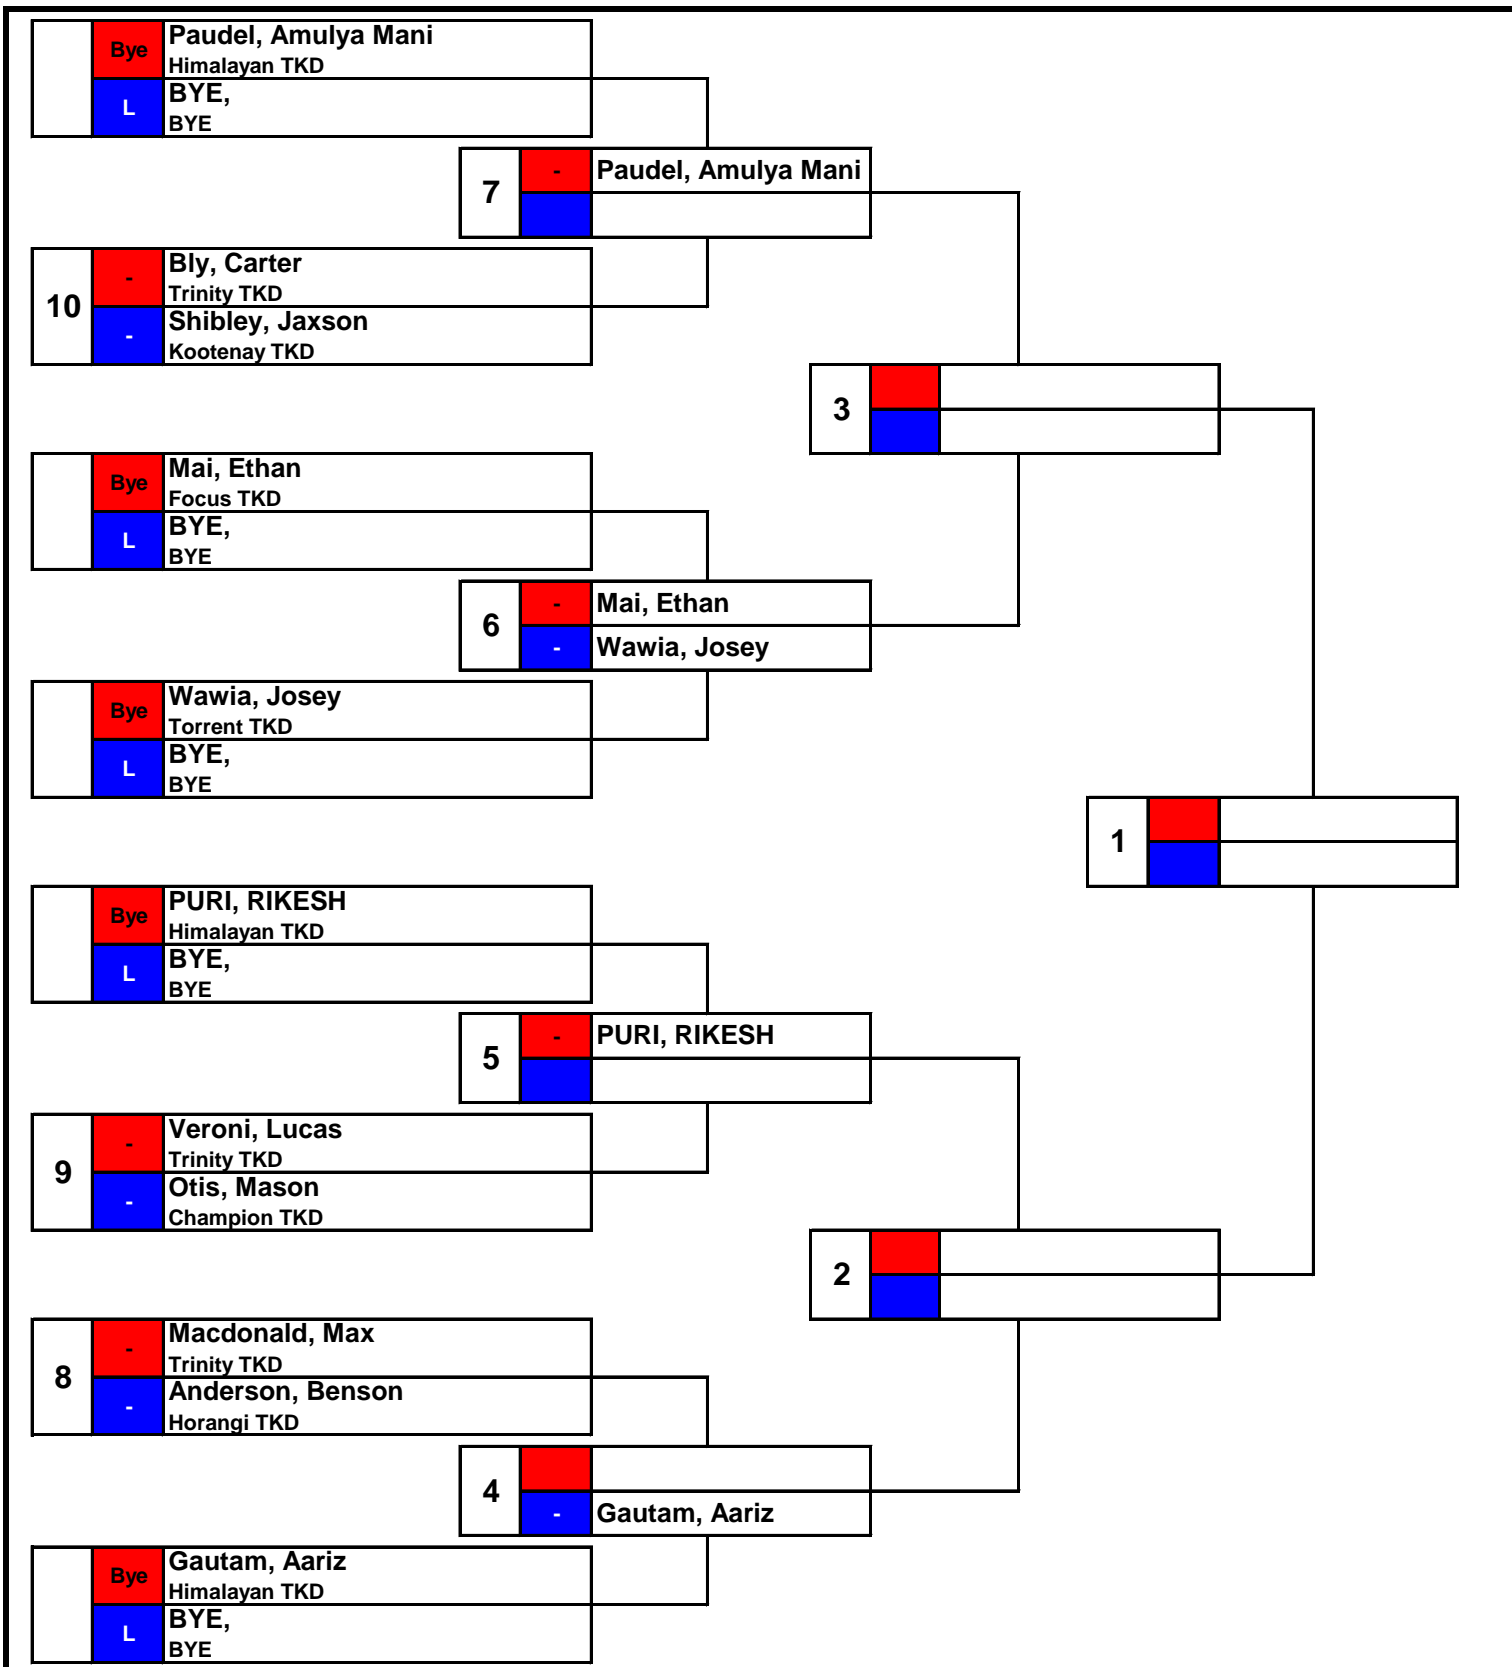 Bye Paudel, Amulya Mani
Himalayan TKD
L BYE,
BYE
7 - Paudel, Amulya Mani
10 - Bly, Carter
Trinity TKD
- Shibley, Jaxson
Kootenay TKD
3
Bye Mai, Ethan
Focus TKD
L BYE,
BYE
6 - Mai, Ethan
- Wawia, Josey
Bye Wawia, Josey
Torrent TKD
L BYE,
BYE
1
Bye PURI, RIKESH
Himalayan TKD
L BYE,
BYE
5 - PURI, RIKESH
9 - Veroni, Lucas
Trinity TKD
- Otis, Mason
Champion TKD
2
8 - Macdonald, Max
Trinity TKD
- Anderson, Benson
Horangi TKD
4
- Gautam, Aariz
Bye Gautam, Aariz
Himalayan TKD
L BYE,
BYE